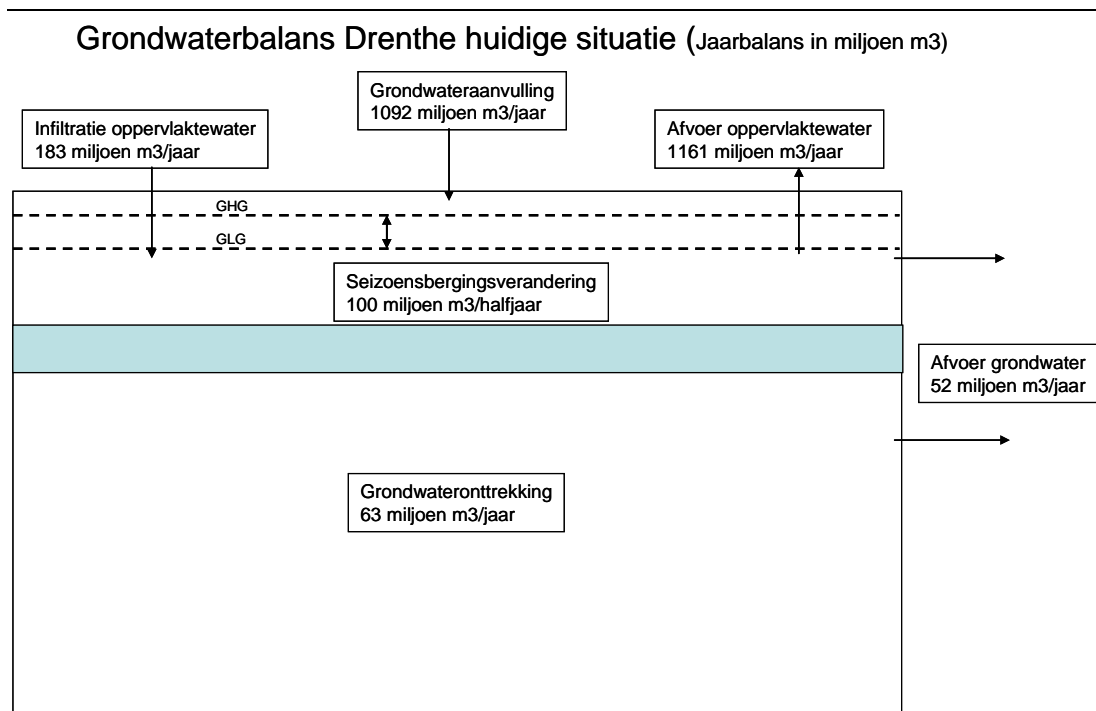 Grondwaterbalans Drenthe huidige situatie (Jaarbalans in miljoen m3)
Grondwateraanvulling
1092 miljoen m3/jaar
Infiltratie oppervlaktewater
183 miljoen m3/jaar
Afvoer oppervlaktewater
1161 miljoen m3/jaar
GHG
GLG
Seizoensbergingsverandering
100 miljoen m3/halfjaar
Afvoer grondwater
52 miljoen m3/jaar
Grondwateronttrekking
63 miljoen m3/jaar